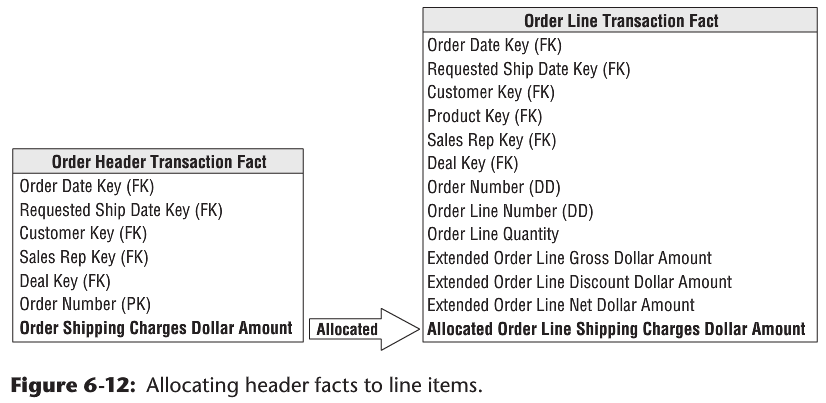 Order Header Transaction Fact
Order Date Key (FK)
Requested Ship Date Key (FK)
Customer Key (FK)
Sales Rep Key (FK)
Deal Key (FK)
Order Number (PK)
Order Shipping Charges Dollar Amount
Allocated
Order Line Transaction Fact
Order Date Key (FK)
Requested Ship Date Key (FK)
Customer Key (FK)
Product Key (FK)
Sales Rep Key (FK)
Deal Key (FK)
Order Number (DD)
Order Line Number (DD)
Order Line Quantity
Extended Order Line Gross Dollar Amount
Extended Order Line Discount Dollar Amount
Extended Order Line Net Dollar Amount
Allocated Order Line Shipping Charges Dollar Amount
Figure 6-12: Allocating header facts to line items.